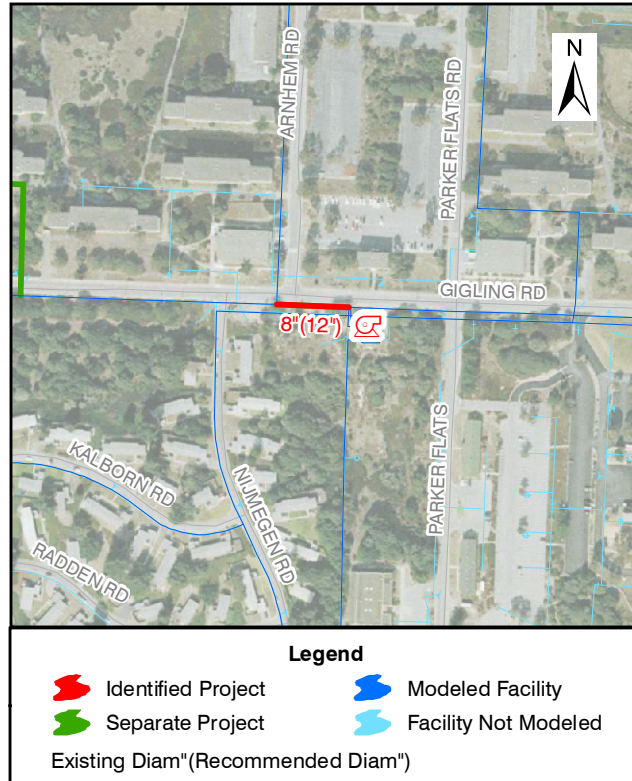 N
ARNHEM RD
PARKER FLATS RD
GIGLING RD
8"(12")
PARKER FLATS
KALBORN RD
NIJMEGEN RD
RADDEN RD
Legend
Identified Project
Modeled Facility
Separate Project
Facility Not Modeled
Existing Diam"(Recommended Diam")